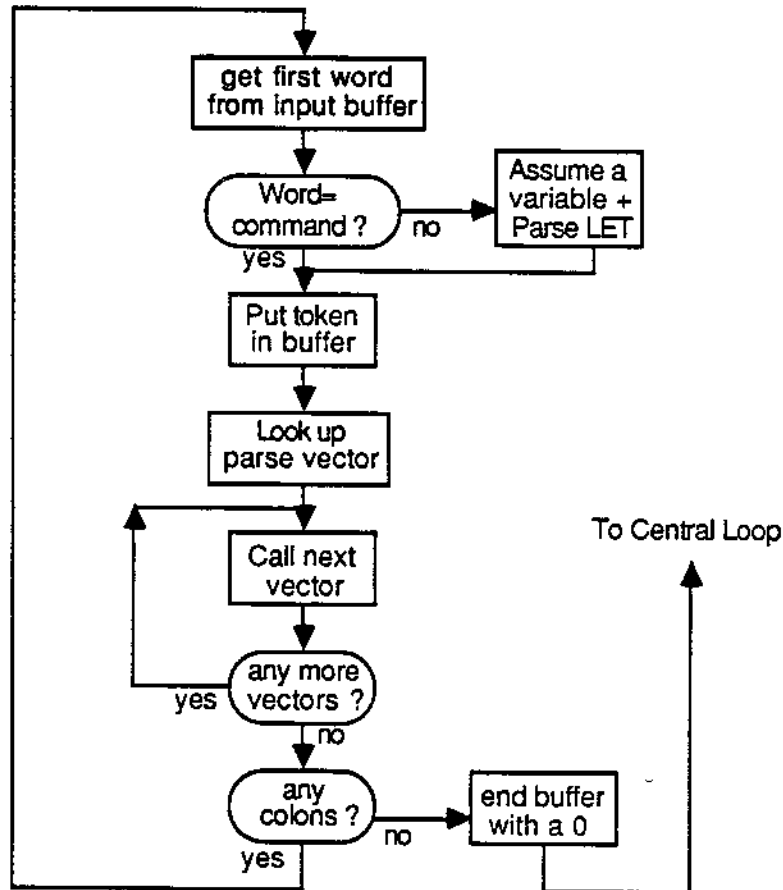 get first word
from input buffer
Word=
command ?
no
Assume a
variable +
Parse LET
yes
Put token
in buffer
Look up
parse vector
Call next
vector
To Central Loop
any more
vectors ?
yes
no
any
colons ?
no
end buffer
with a 0
yes